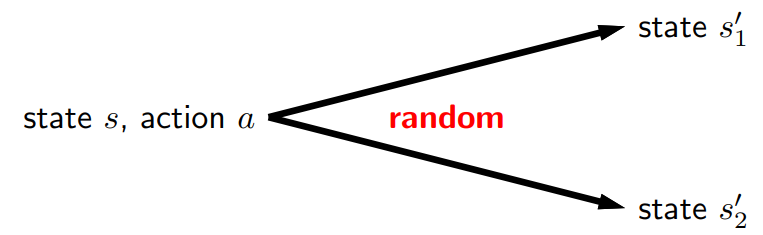 state s′₁
state s, action a
random
state s′₂